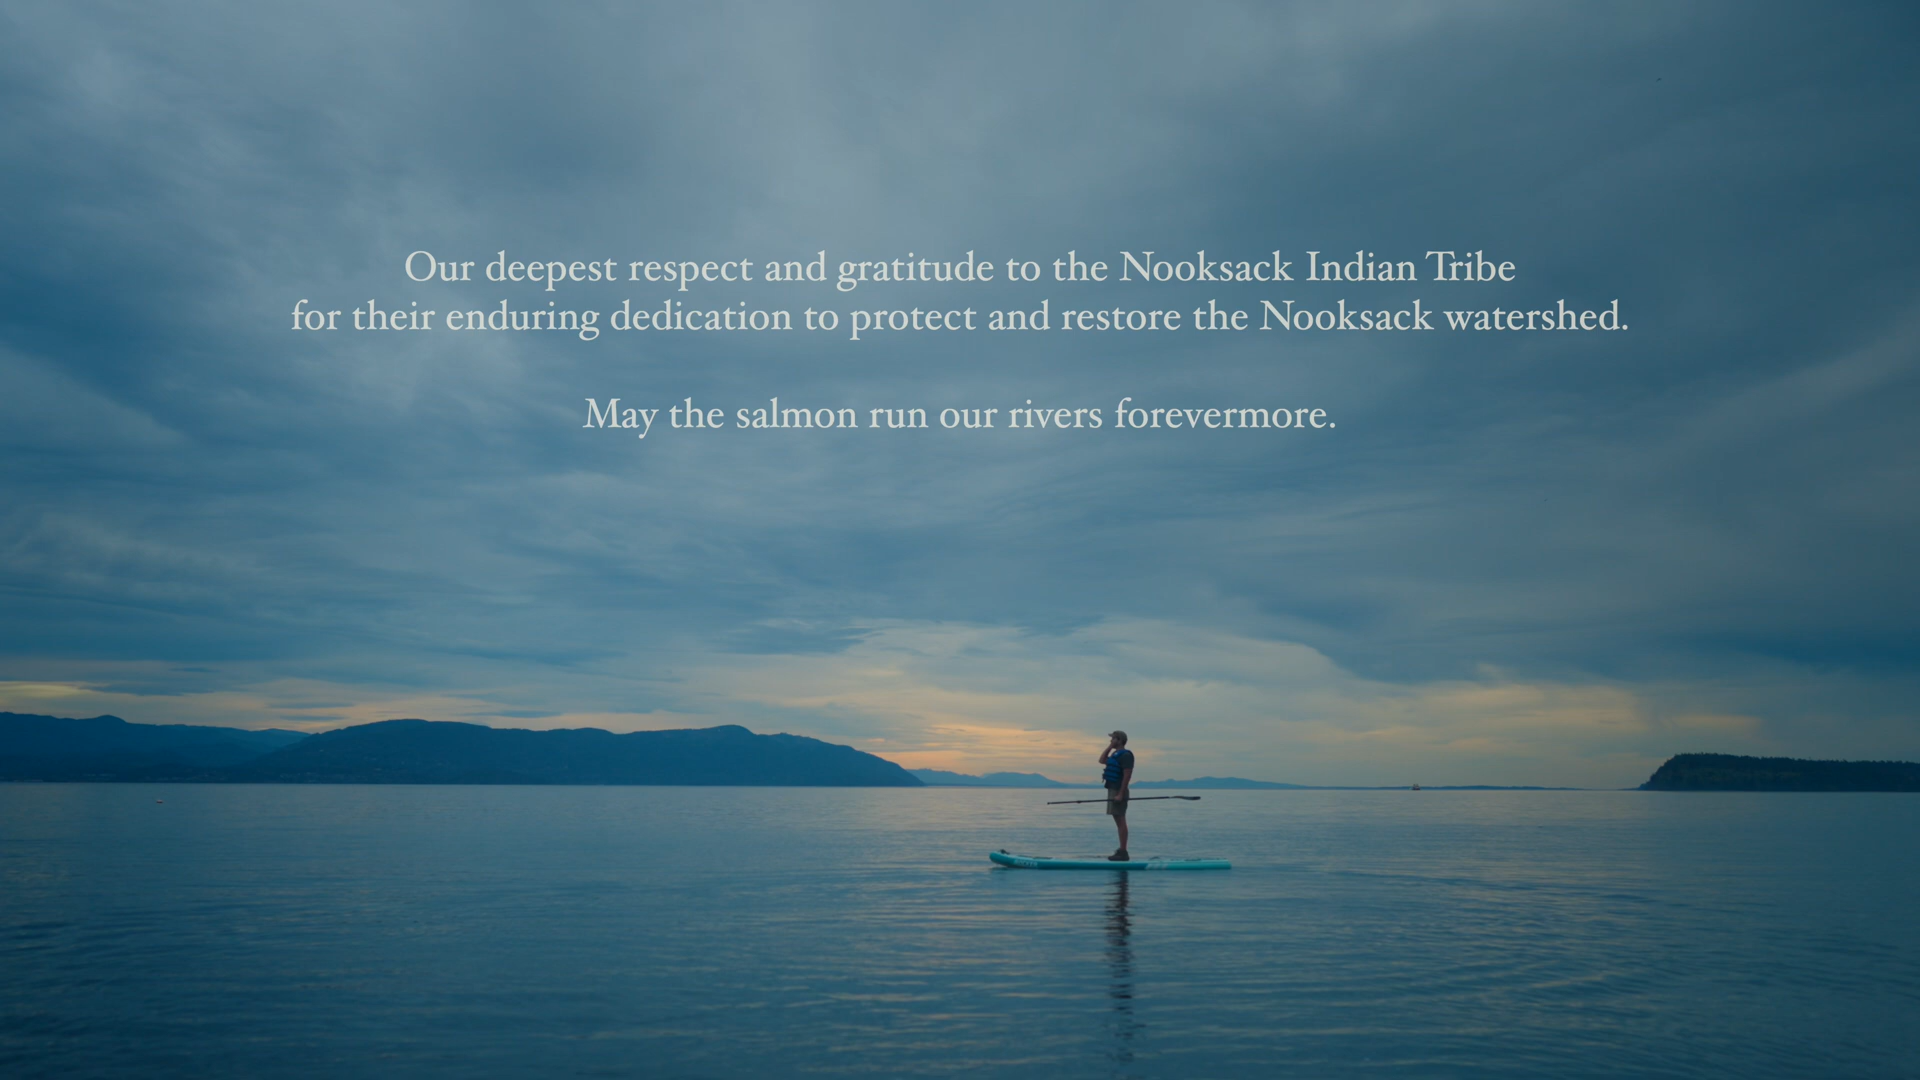 Our deepest respect and gratitude to the Nooksack Indian Tribe
for their enduring dedication to protect and restore the Nooksack watershed.
May the salmon run our rivers forevermore.